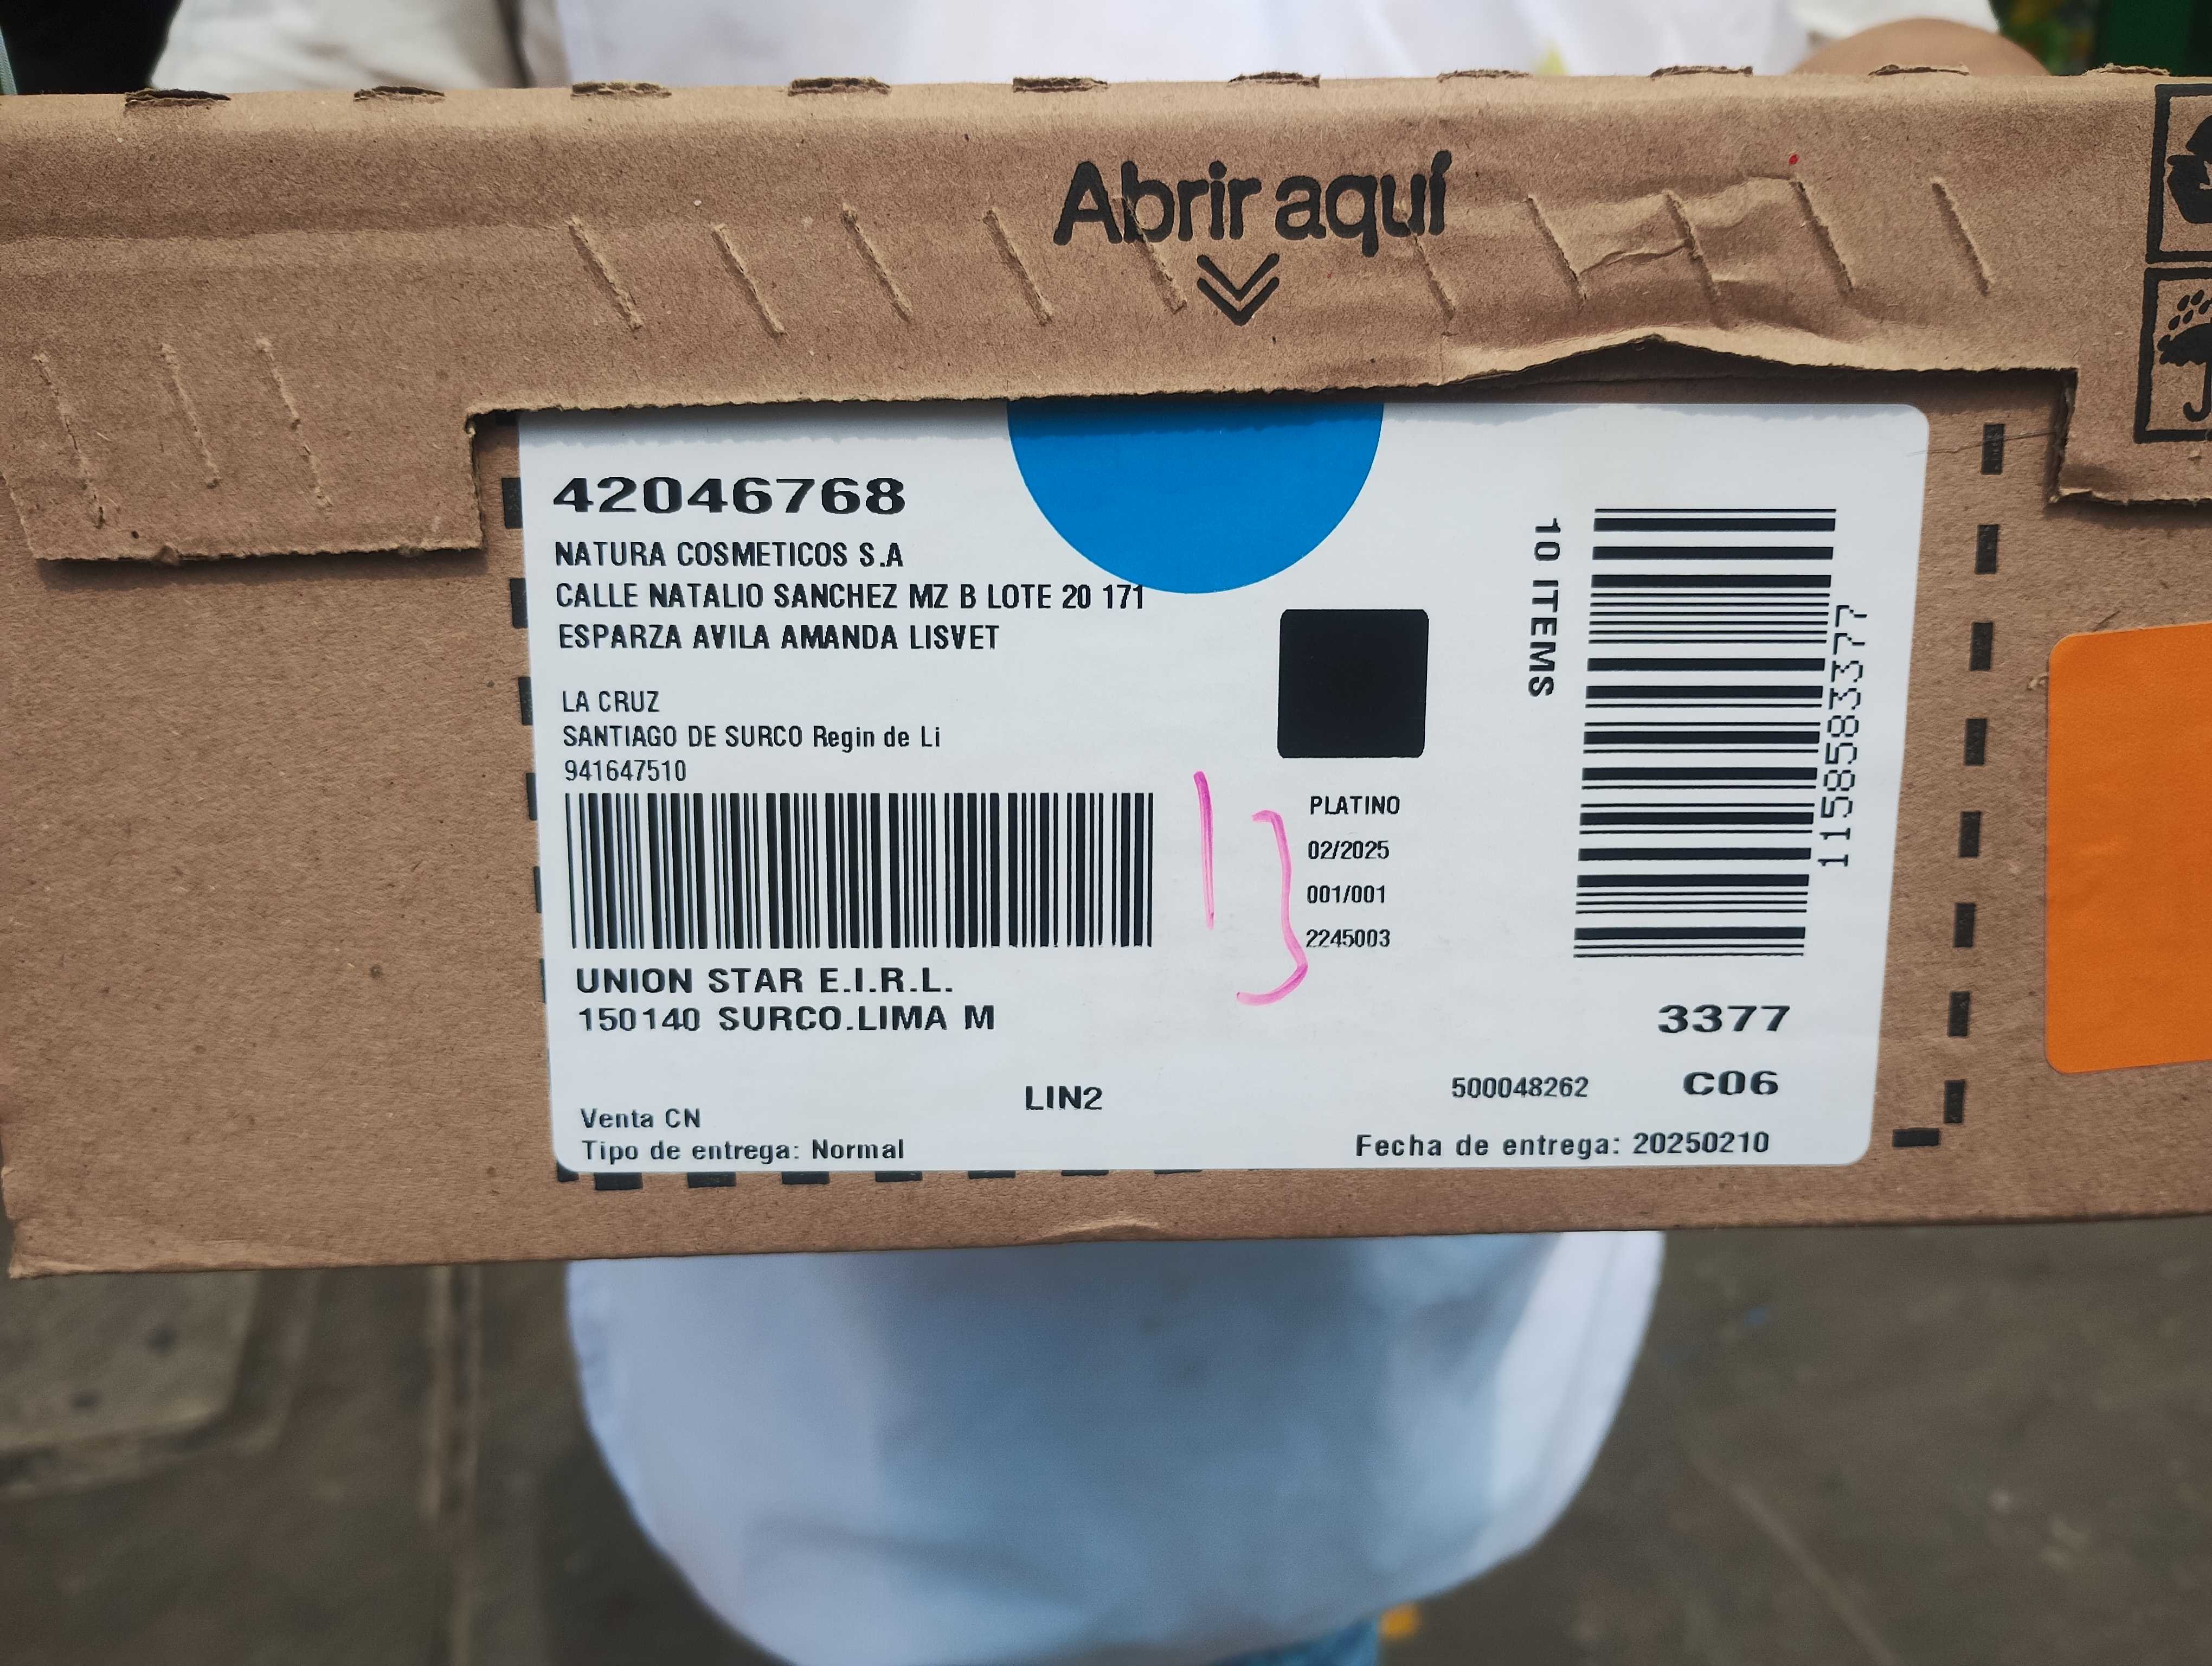 Abrir aquí
42046768
NATURA COSMETICOS S.A
CALLE NATALIO SANCHEZ MZ B LOTE 20 171
ESPARZA AVILA AMANDA LISVET
LA CRUZ
SANTIAGO DE SURCO Regin de Li
941647510
UNION STAR E.I.R.L.
150140 SURCO.LIMA M
Venta CN
Tipo de entrega: Normal
LIN2
PLATINO
02/2025
001/001
2245003
10 ITEMS
1158583377
3377
500048262 C06
Fecha de entrega: 20250210